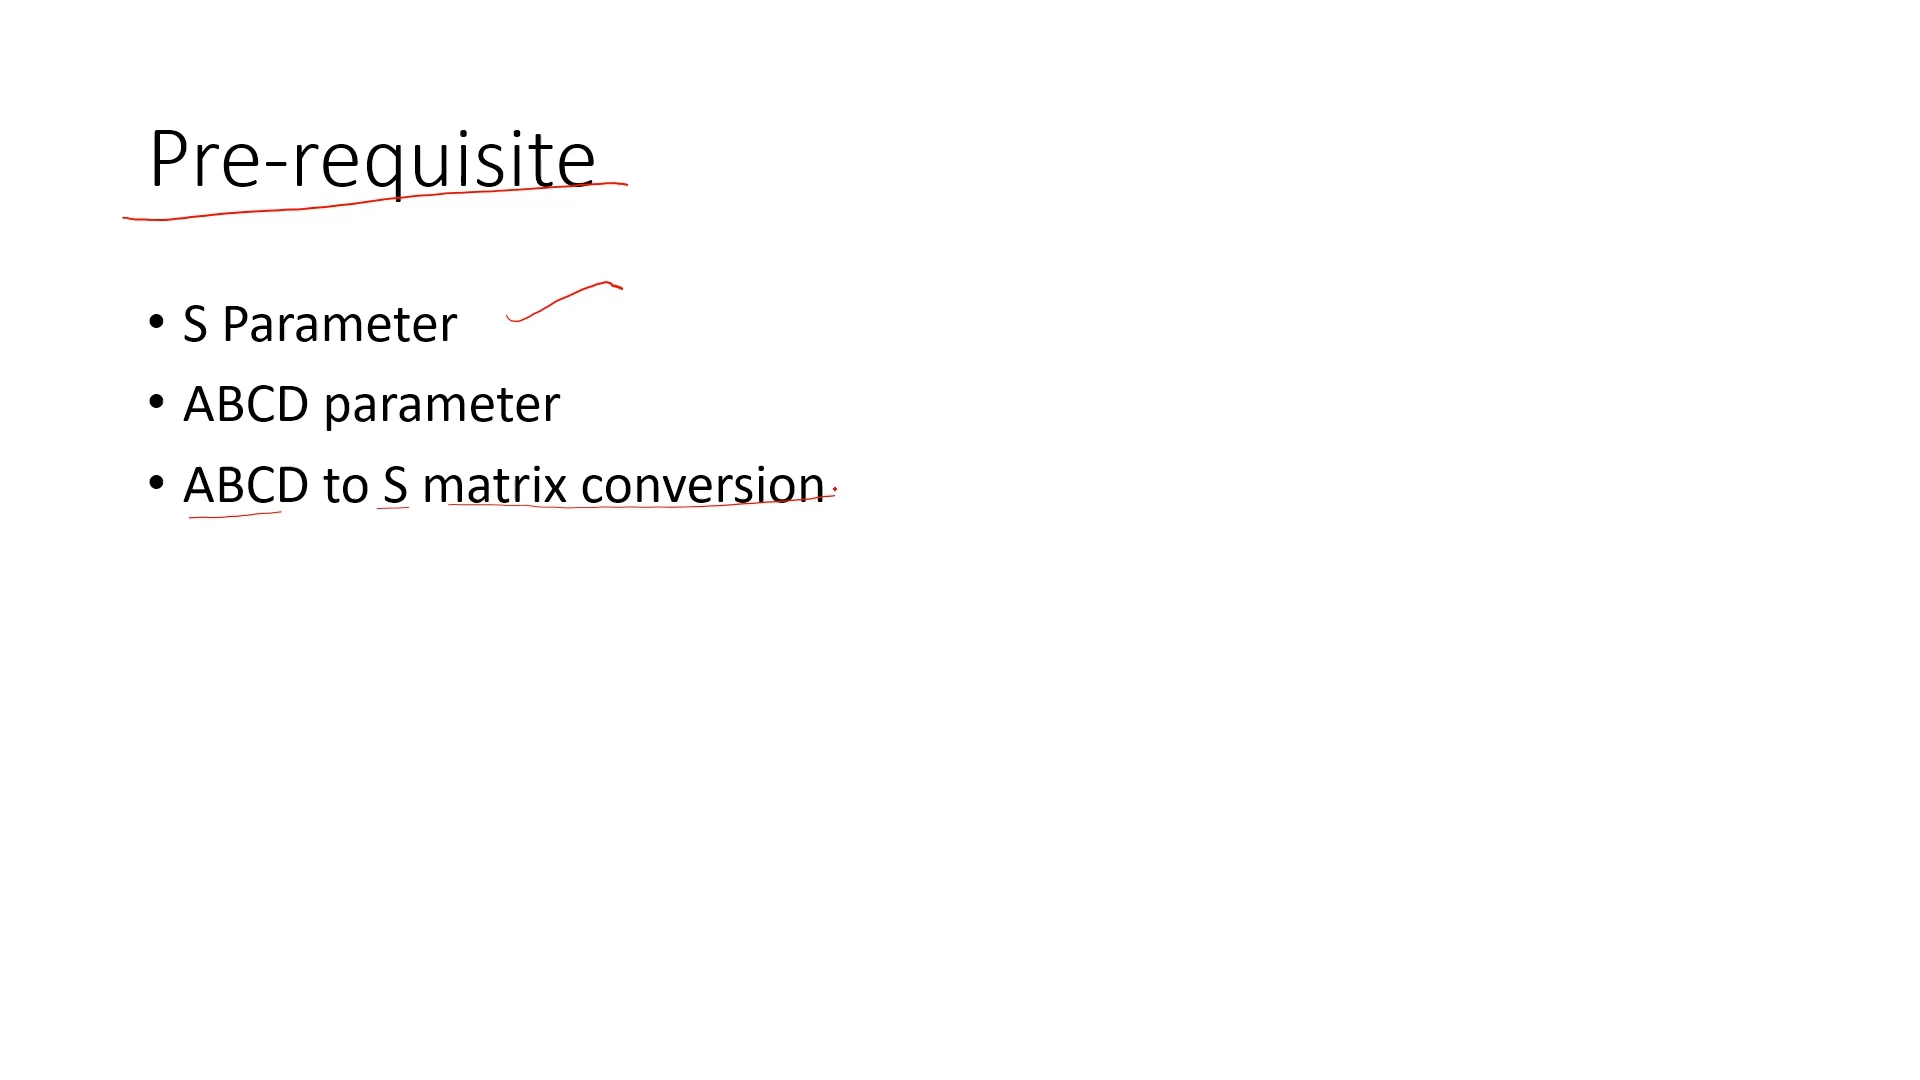 Pre-requisite
• S Parameter
• ABCD parameter
• ABCD to S matrix conversion